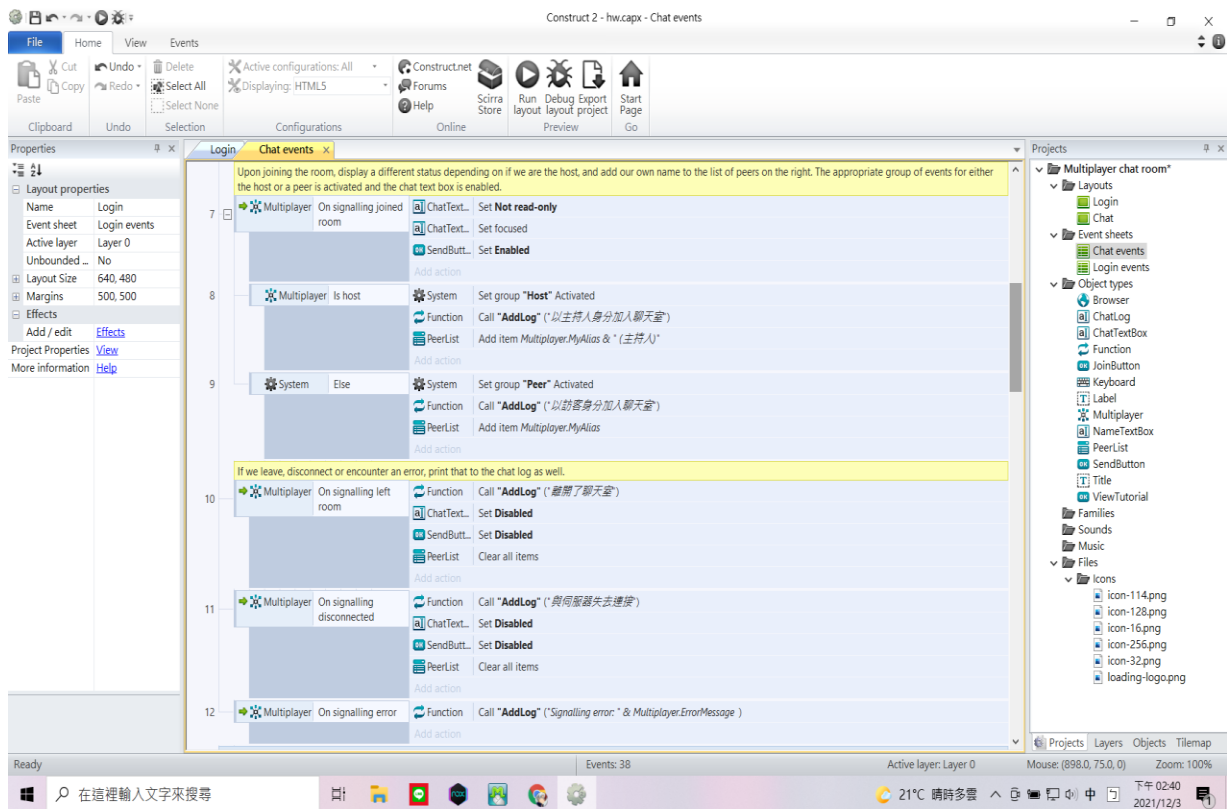 Construct 2 - hw.capx - Chat events
File Home View Events
Paste Cut Copy
Clipboard
Undo Redo
Undo
Delete Select All Select None
Selection
Active configurations: All
Displaying: HTML5
Configurations
Construct.net Forums Help Scirra Store
Online
Run layout Debug layout Export project
Preview
Start Page
Go
Properties
Layout properties
Name Login
Event sheet Login events
Active layer Layer 0
Unbounded ... No
Layout Size 640, 480
Margins 500, 500
Effects
Add / edit Effects
Project Properties View
More information Help
Login Chat events
Upon joining the room, display a different status depending on if we are the host, and add our own name to the list of peers on the right. The appropriate group of events for either
the host or a peer is activated and the chat text box is enabled.
7 Multiplayer On signalling joined room
ChatText... Set Not read-only
ChatText... Set focused
SendButt... Set Enabled
Add action
8 Multiplayer Is host
System Set group "Host" Activated
Function Call "AddLog" ("以主持人身分加入聊天室")
PeerList Add item Multiplayer.MyAlias & " (主持人)"
Add action
9 System Else
System Set group "Peer" Activated
Function Call "AddLog" ("以訪客身分加入聊天室")
PeerList Add item Multiplayer.MyAlias
Add action
If we leave, disconnect or encounter an error, print that to the chat log as well.
10 Multiplayer On signalling left room
Function Call "AddLog" ("離開了聊天室")
ChatText... Set Disabled
SendButt... Set Disabled
PeerList Clear all items
Add action
11 Multiplayer On signalling disconnected
Function Call "AddLog" ("與伺服器失去連接")
ChatText... Set Disabled
SendButt... Set Disabled
PeerList Clear all items
Add action
12 Multiplayer On signalling error
Function Call "AddLog" ("Signalling error: " & Multiplayer.ErrorMessage )
Add action
Projects
Multiplayer chat room*
Layouts
Login
Chat
Event sheets
Chat events
Login events
Object types
Browser
ChatLog
ChatTextBox
Function
JoinButton
Keyboard
Label
Multiplayer
NameTextBox
PeerList
SendButton
Title
ViewTutorial
Families
Sounds
Music
Files
Icons
icon-114.png
icon-128.png
icon-16.png
icon-256.png
icon-32.png
loading-logo.png
Projects Layers Objects Tilemap
Ready Events: 38 Active layer: Layer 0 Mouse: (898.0, 75.0, 0) Zoom: 100%
在這裡輸入文字來搜尋
21°C 晴時多雲 中 下午 02:40
2021/12/3